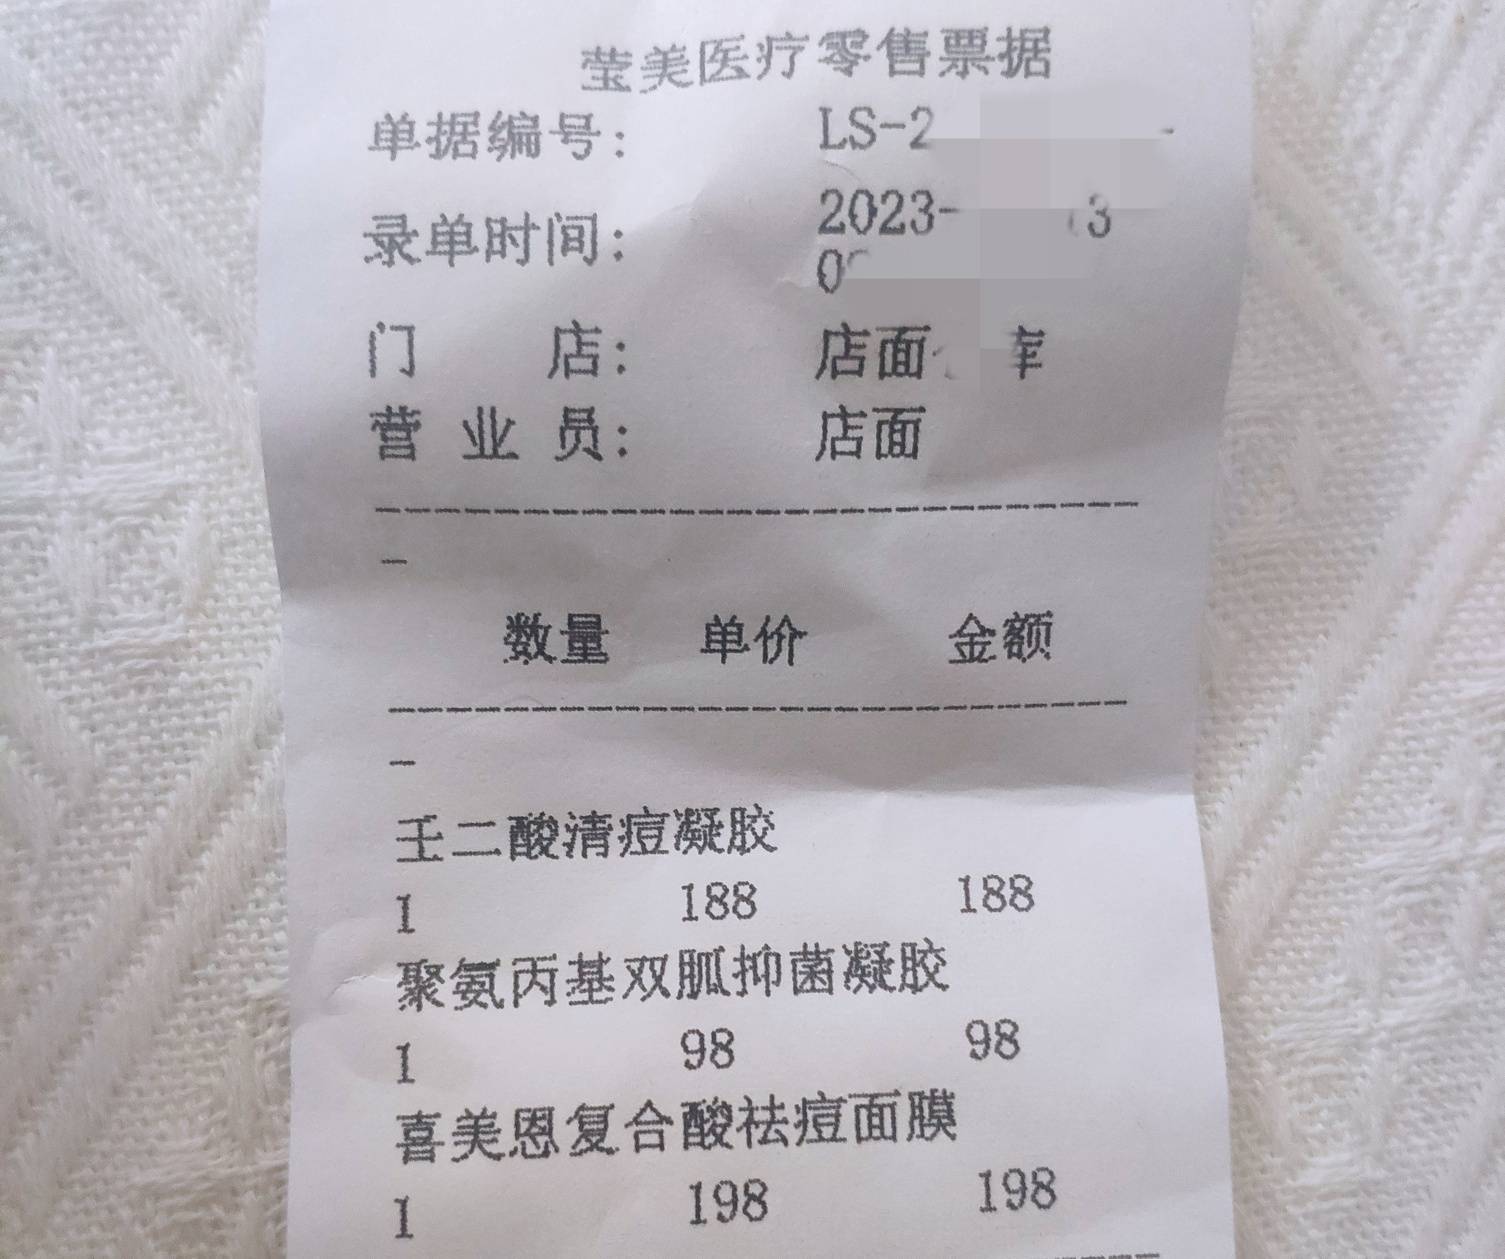 莹美医疗零售票据
单据编号: LS-2
录单时间: 2023- 3
0
门 店: 店面
营 业 员: 店面
-
数量 单价 金额
-
壬二酸清痘凝胶
1 188 188
聚氨丙基双胍抑菌凝胶
1 98 98
喜美恩复合酸祛痘面膜
1 198 198